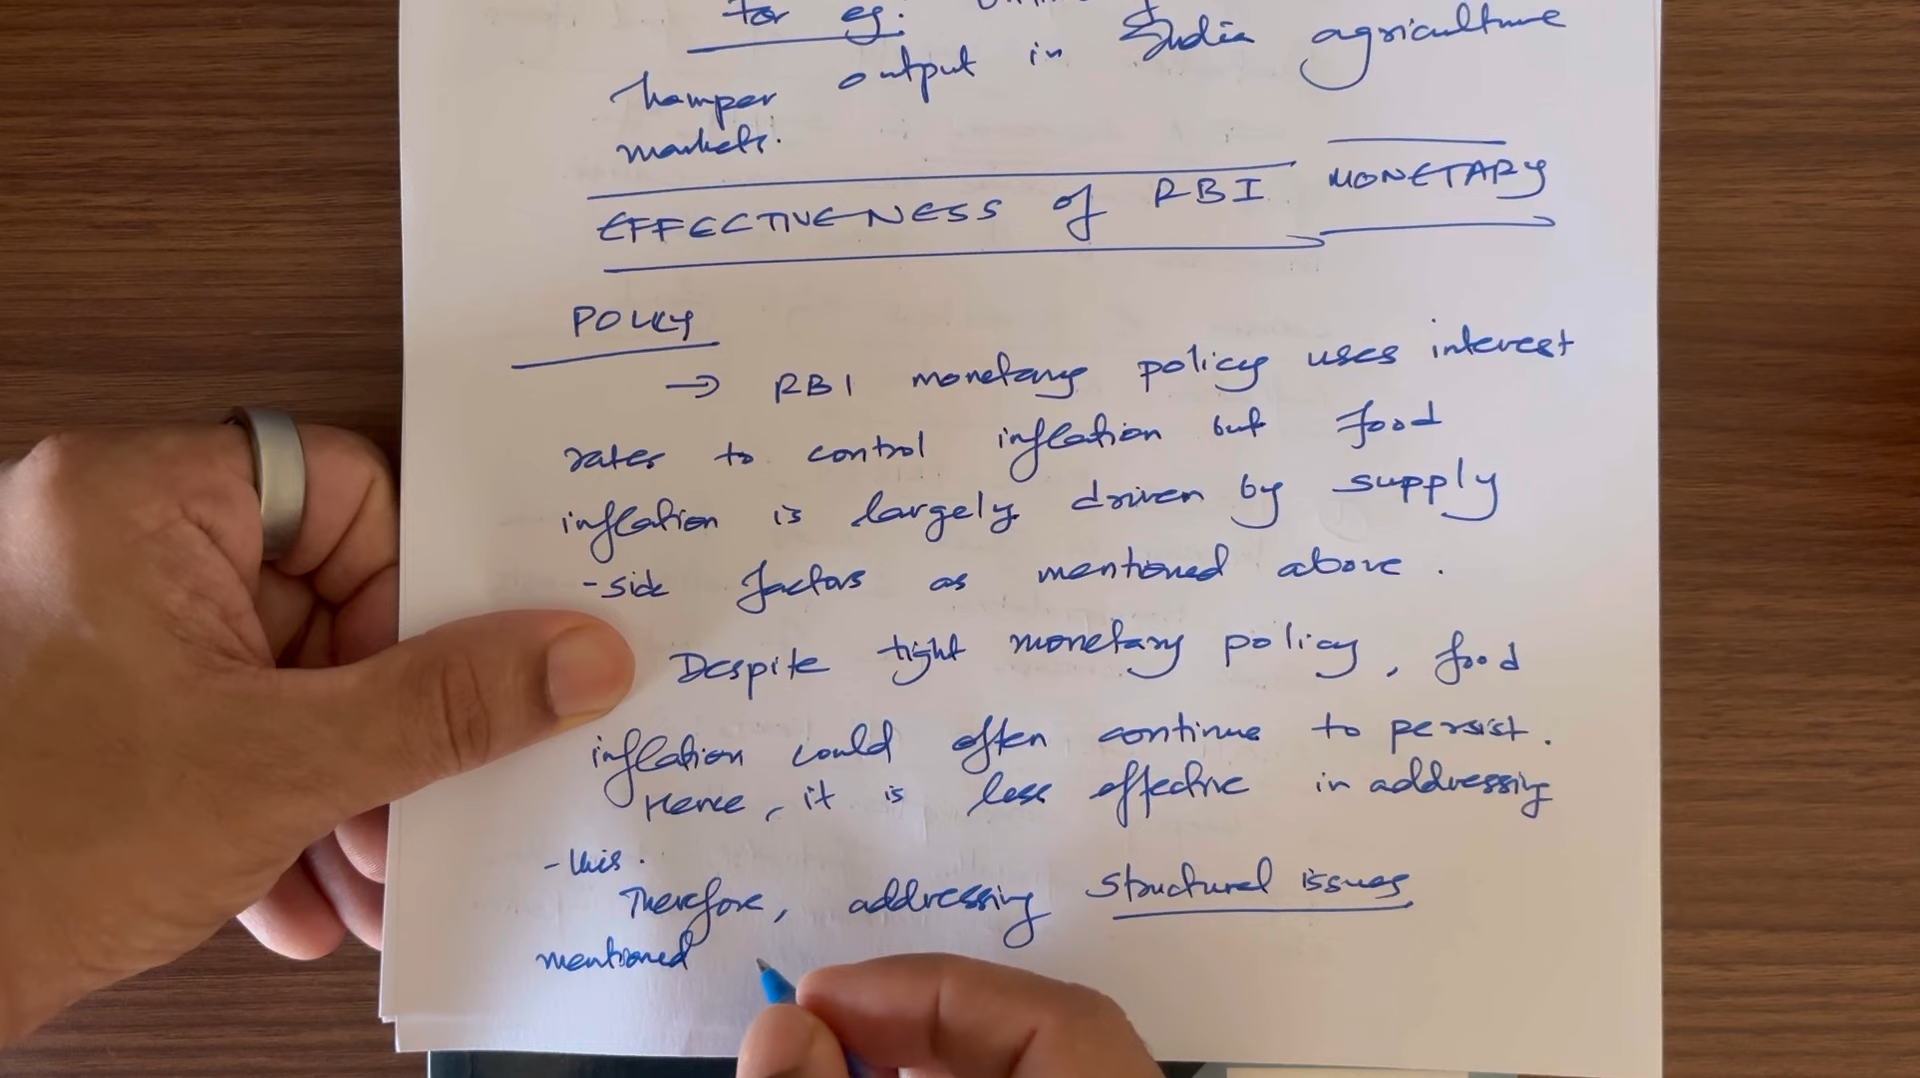 for eg:
hamper output in India agriculture
markets.
EFFECTIVENESS of RBI MONETARY
POLICY
→ RBI monetary policy uses interest
rates to control inflation but food
inflation is largely driven by supply
-side factors as mentioned above.
Despite tight monetary policy, food
inflation could often continue to persist.
Hence, it is less effective in addressing
-this.
Therefore, addressing structural issues
mentioned